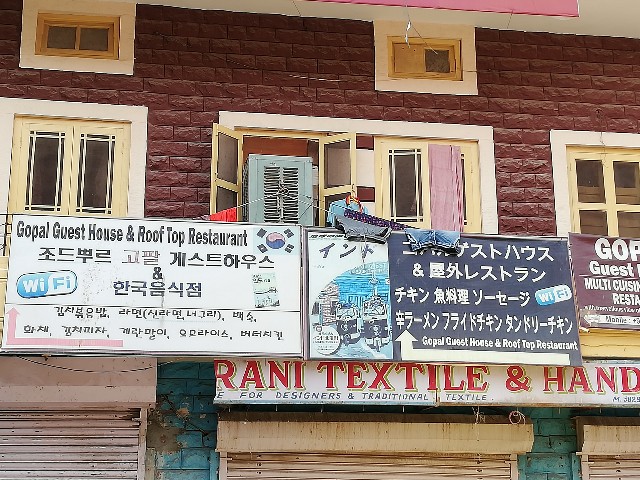 Gopal Guest House & Roof Top Restaurant
조드뿌르 고팔 게스트하우스
&
한국음식점
WiFi
김치볶음밥, 라면(신라면,너구리), 백숙,
화채, 김치피자, 계란말이, 오므라이스, 버터치킨
インド
ゲストハウス
& 屋外レストラン
チキン 魚料理 ソーセージ
WiFi
辛ラーメン フライドチキン タンドリーチキン
Gopal Guest House & Roof Top Restaurant
Guest
MULTI CUISIN
RESTA
RANI TEXTILE & HAND
E FOR DESIGNERS & TRADITIONAL TEXTILE